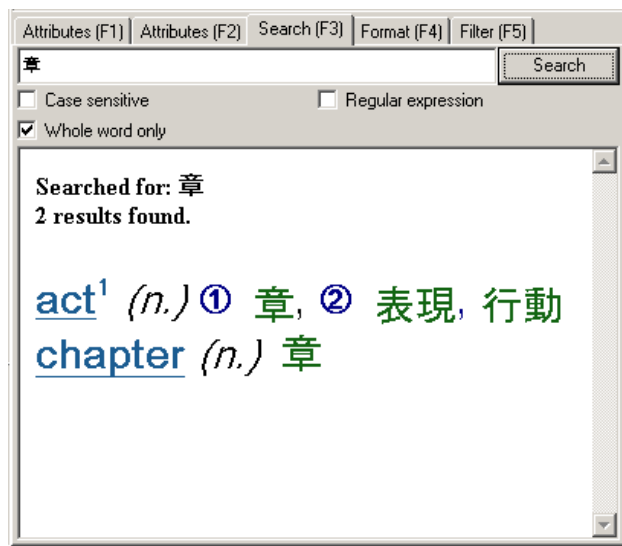 Attributes (F1) Attributes (F2) Search (F3) Format (F4) Filter (F5)
章 Search
Case sensitive Regular expression
Whole word only
Searched for: 章
2 results found.
act¹ (n.) ① 章, ② 表現, 行動
chapter (n.) 章